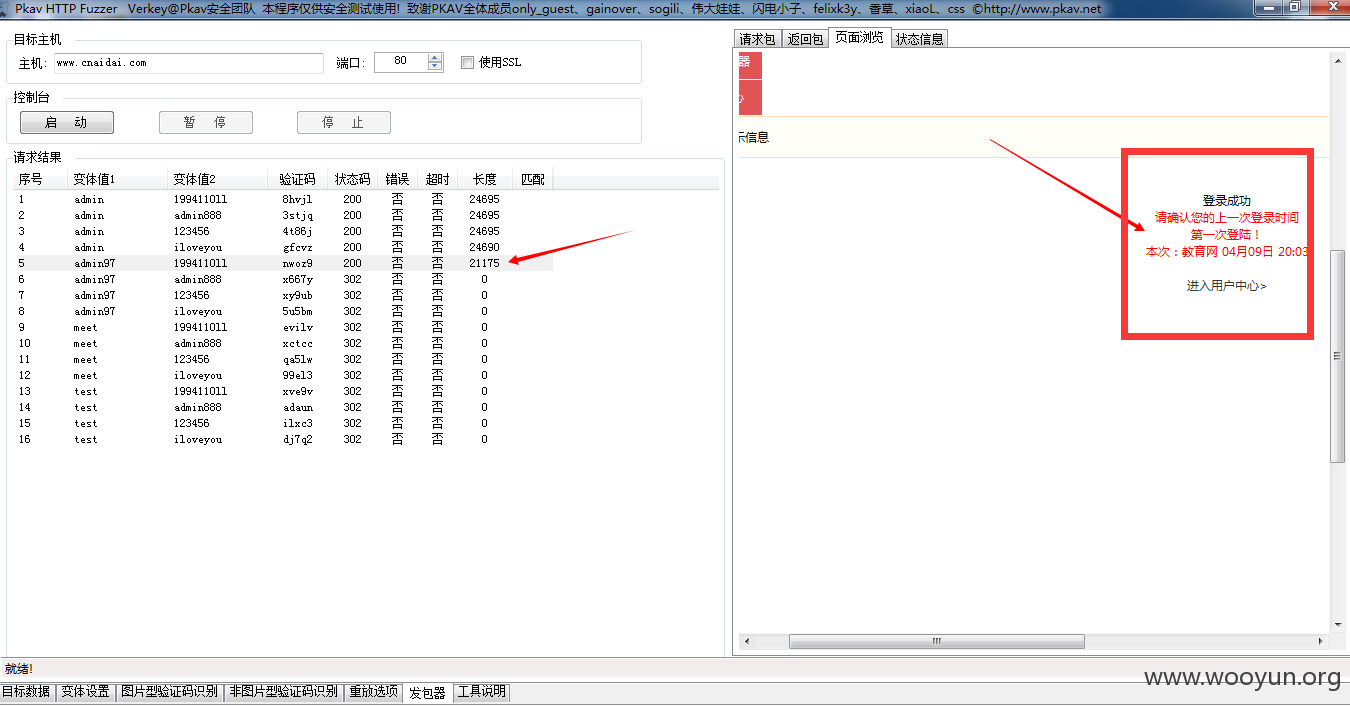 Pkav HTTP Fuzzer Verkey@Pkav安全团队 本程序仅供安全测试使用! 致谢PKAV全体成员only_guest、gainover、sogili、伟大娃娃、闪电小子、felixk3y、香草、xiaoL、css ©http://www.pkav.net
目标主机
主机: www.cnaidai.com 端口: 80 使用SSL
控制台
启 动 暂 停 停 止
请求结果
序号 变体值1 变体值2 验证码 状态码 错误 超时 长度 匹配
1 admin 199411011 8hvjl 200 否 否 24695
2 admin admin888 3stjq 200 否 否 24695
3 admin 123456 4t86j 200 否 否 24695
4 admin iloveyou gfcvz 200 否 否 24690
5 admin97 199411011 nwoz9 200 否 否 21175
6 admin97 admin888 x667y 302 否 否 0
7 admin97 123456 xy9ub 302 否 否 0
8 admin97 iloveyou 5u5bm 302 否 否 0
9 meet 199411011 evilv 302 否 否 0
10 meet admin888 xctcc 302 否 否 0
11 meet 123456 qa5lw 302 否 否 0
12 meet iloveyou 99el3 302 否 否 0
13 test 199411011 xve9v 302 否 否 0
14 test admin888 adaun 302 否 否 0
15 test 123456 ilxc3 302 否 否 0
16 test iloveyou dj7q2 302 否 否 0
请求包 返回包 页面浏览 状态信息
器
心
示信息
登录成功
请确认您的上一次登录时间
第一次登陆！
本次：教育网 04月09日 20:03
进入用户中心>
就绪!
目标数据 变体设置 图片型验证码识别 非图片型验证码识别 重放选项 发包器 工具说明
www.wooyun.org